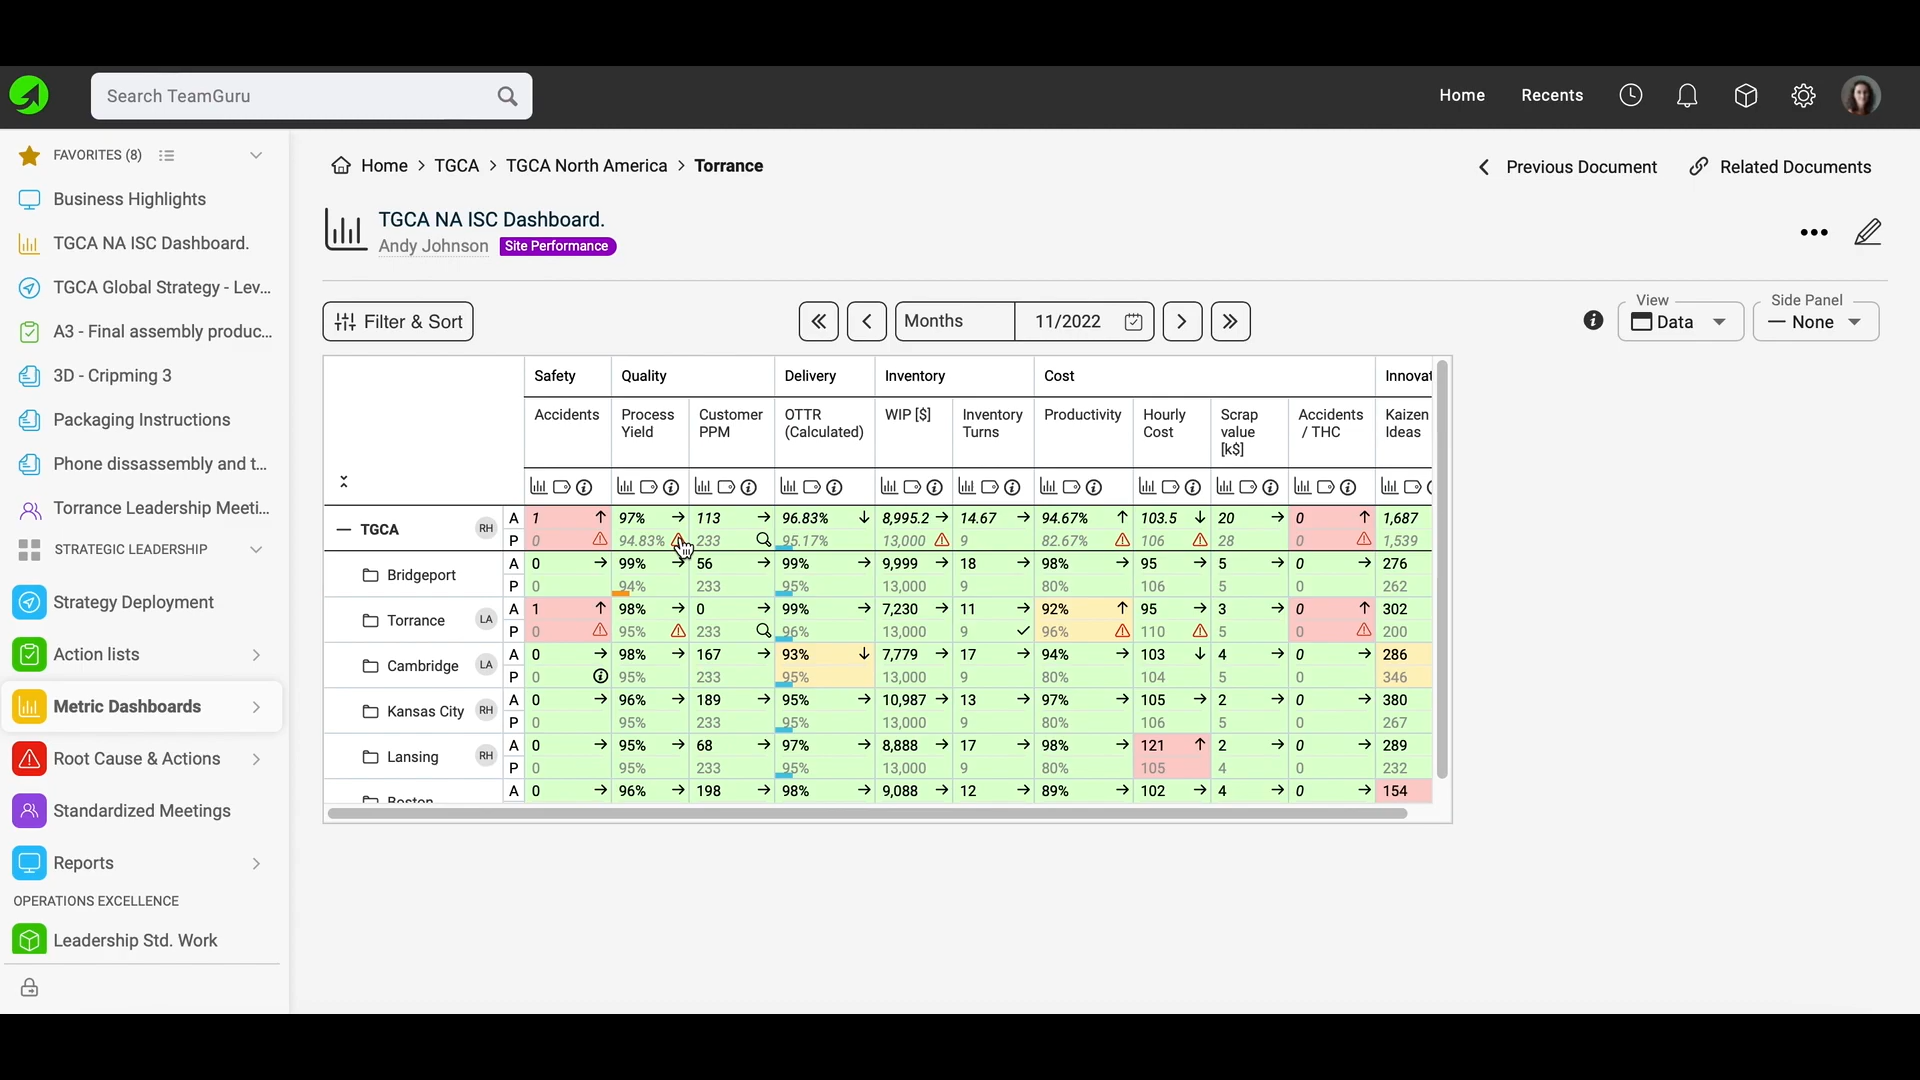 Search TeamGuru
Home
Recents
FAVORITES (8)
Business Highlights
TGCA NA ISC Dashboard.
TGCA Global Strategy - Lev...
A3 - Final assembly produc...
3D - Cripming 3
Packaging Instructions
Phone dissassembly and t...
Torrance Leadership Meeti...
STRATEGIC LEADERSHIP
Strategy Deployment
Action lists
Metric Dashboards
Root Cause & Actions
Standardized Meetings
Reports
OPERATIONS EXCELLENCE
Leadership Std. Work
Home > TGCA > TGCA North America > Torrance
Previous Document
Related Documents
TGCA NA ISC Dashboard.
Andy Johnson Site Performance
Filter & Sort
Months 11/2022
View
Data
Side Panel
None
Safety Quality Delivery Inventory Cost Innovat
Accidents Process Yield Customer PPM OTTR (Calculated) WIP [$] Inventory Turns Productivity Hourly Cost Scrap value [k$] Accidents / THC Kaizen Ideas
TGCA RH A 1 97% 113 96.83% 8,995.2 14.67 94.67% 103.5 20 0 1,687
P 0 94.83% 233 95.17% 13,000 9 82.67% 106 28 0 1,539
Bridgeport A 0 99% 56 99% 9,999 18 98% 95 5 0 276
P 0 94% 233 95% 13,000 9 80% 106 5 0 262
Torrance LA A 1 98% 0 99% 7,230 11 92% 95 3 0 302
P 0 95% 233 96% 13,000 9 96% 110 5 0 200
Cambridge LA A 0 98% 167 93% 7,779 17 94% 103 4 0 286
P 0 95% 233 95% 13,000 9 80% 104 5 0 346
Kansas City RH A 0 96% 189 95% 10,987 13 97% 105 2 0 380
P 0 95% 233 95% 13,000 9 80% 106 5 0 267
Lansing RH A 0 95% 68 97% 8,888 17 98% 121 2 0 289
P 0 95% 233 95% 13,000 9 80% 105 4 0 232
Boston A 0 96% 198 98% 9,088 12 89% 102 4 0 154